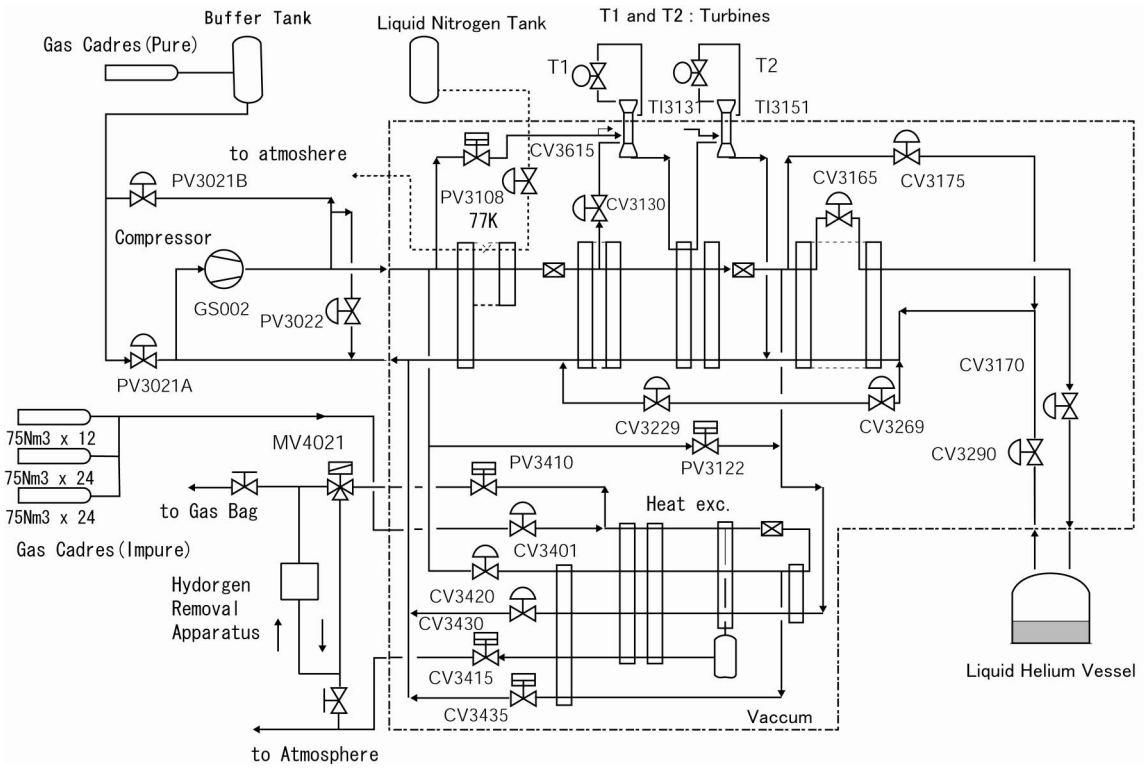 Buffer Tank
Liquid Nitrogen Tank
T1 and T2 : Turbines
Gas Cadres(Pure)
T1
T2
TI3131
TI3151
to atmoshere
CV3615
PV3021B
PV3108
CV3130
CV3165
CV3175
77K
Compressor
GS002
PV3022
PV3021A
CV3170
CV3229
CV3269
75Nm3 x 12
MV4021
PV3410
PV3122
CV3290
75Nm3 x 24
75Nm3 x 24
to Gas Bag
Heat exc.
Gas Cadres(Impure)
CV3401
Hydorgen
Removal
Apparatus
CV3420
CV3430
CV3415
CV3435
Liquid Helium Vessel
Vaccum
to Atmosphere